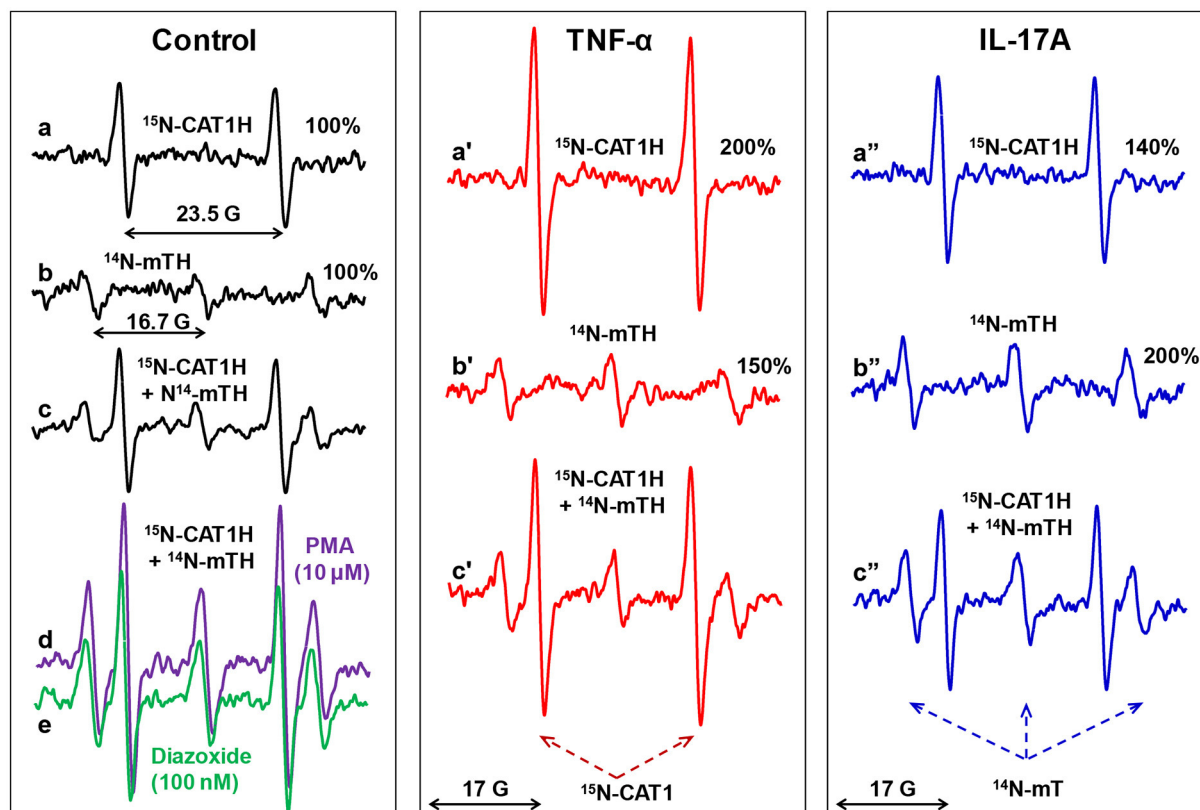 Control
a
¹⁵N-CAT1H
100%
23.5 G
b
¹⁴N-mTH
100%
16.7 G
c
¹⁵N-CAT1H
+ N¹⁴-mTH
¹⁵N-CAT1H
+ ¹⁴N-mTH
PMA
(10 µM)
d
e
Diazoxide
(100 nM)
TNF-α
a'
¹⁵N-CAT1H
200%
b'
¹⁴N-mTH
150%
¹⁵N-CAT1H
+ ¹⁴N-mTH
c'
17 G
¹⁵N-CAT1
IL-17A
a"
¹⁵N-CAT1H
140%
b"
¹⁴N-mTH
200%
¹⁵N-CAT1H
+ ¹⁴N-mTH
c"
17 G
¹⁴N-mT